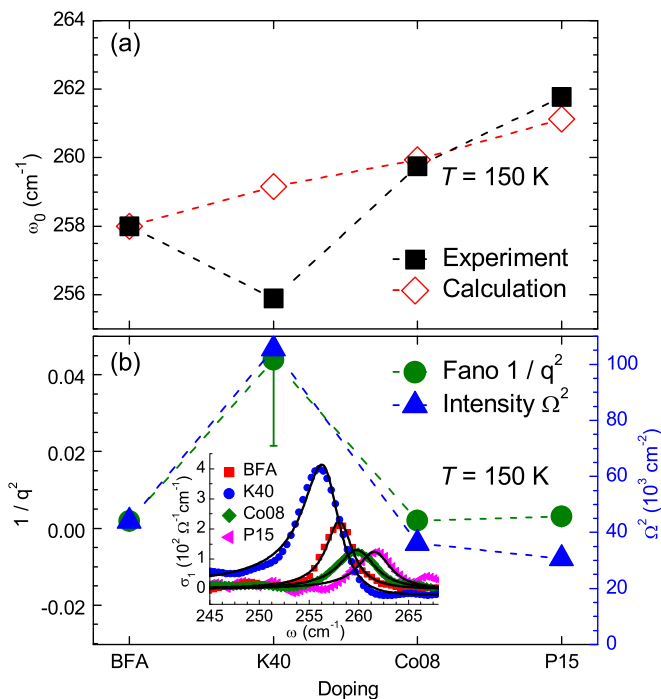 264
(a)
262
260
258
256
ω₀ (cm⁻¹)
T = 150 K
Experiment
Calculation
(b)
0.04
0.02
0.00
-0.02
1 / q²
100
80
60
40
20
0
Ω² (10³ cm⁻²)
Fano 1 / q²
Intensity Ω²
T = 150 K
BFA
K40
Co08
P15
4
3
2
1
0
σ₁ (10² Ω⁻¹cm⁻¹)
245 250 255 260 265
ω (cm⁻¹)
BFA K40 Co08 P15
Doping